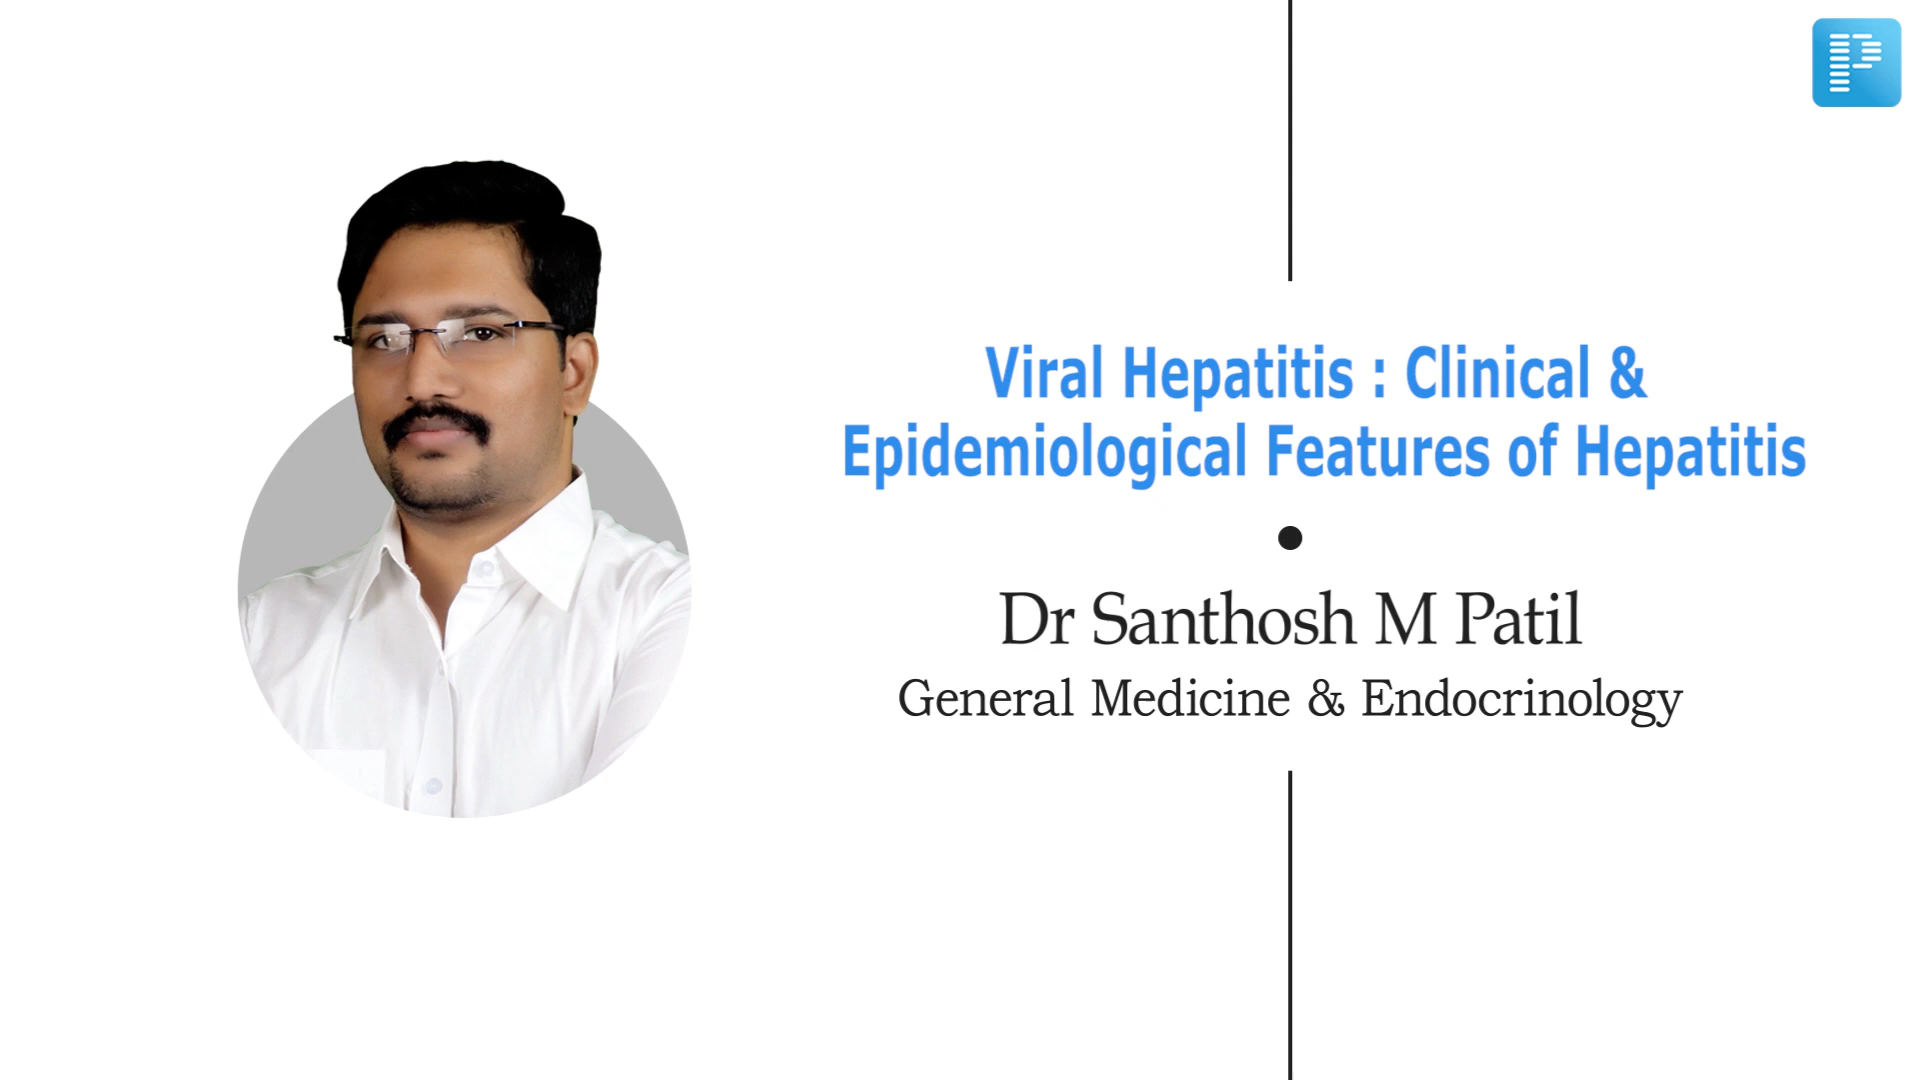 Viral Hepatitis : Clinical &
Epidemiological Features of Hepatitis
Dr Santhosh M Patil
General Medicine & Endocrinology